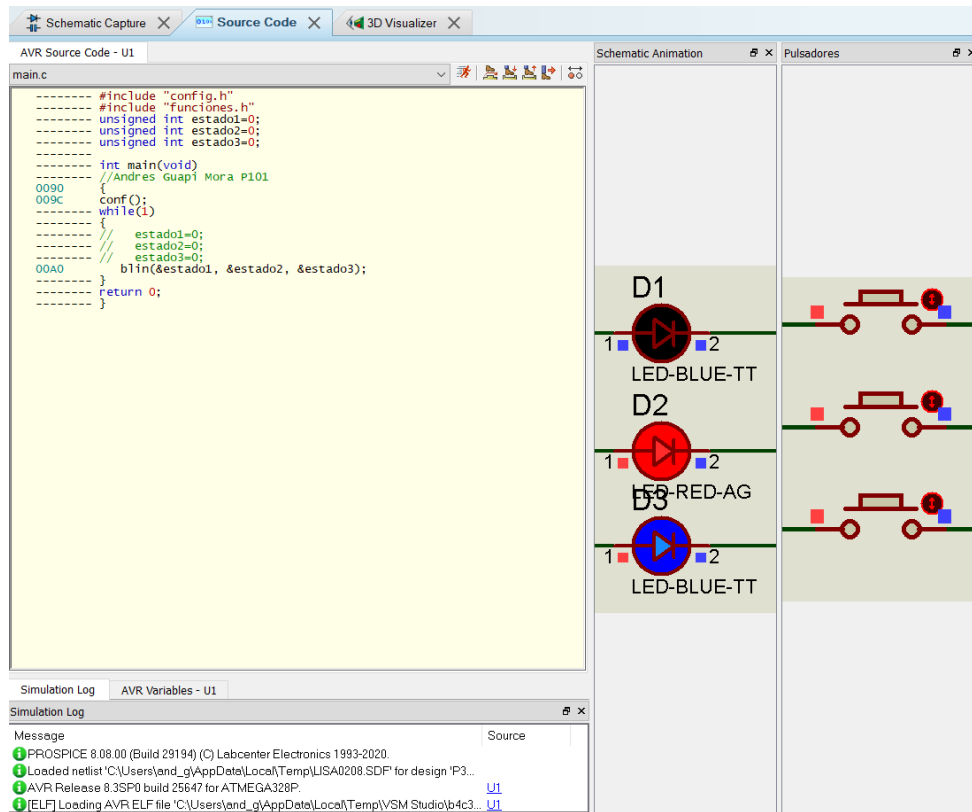 Schematic Capture
Source Code
3D Visualizer
AVR Source Code - U1
main.c
-------- #include "config.h"
-------- #include "funciones.h"
-------- unsigned int estado1=0;
-------- unsigned int estado2=0;
-------- unsigned int estado3=0;
--------
-------- int main(void)
-------- //Andres Guapi Mora P101
0090 {
009C conf();
-------- while(1)
-------- {
-------- // estado1=0;
-------- // estado2=0;
-------- // estado3=0;
00A0 blin(&estado1, &estado2, &estado3);
-------- }
-------- return 0;
-------- }
Schematic Animation
D1
1 2
LED-BLUE-TT
D2
1 2
LED-RED-AG
D3
1 2
LED-BLUE-TT
Pulsadores
Simulation Log
AVR Variables - U1
Simulation Log
Message Source
PROSPICE 8.08.00 (Build 29194) (C) Labcenter Electronics 1993-2020.
Loaded netlist 'C:\Users\and_g\AppData\Local\Temp\LISA0208.SDF' for design 'P3...
AVR Release 8.3SP0 build 25647 for ATMEGA328P. U1
[ELF] Loading AVR ELF file 'C:\Users\and_g\AppData\Local\Temp\VSM Studio\b4c3... U1